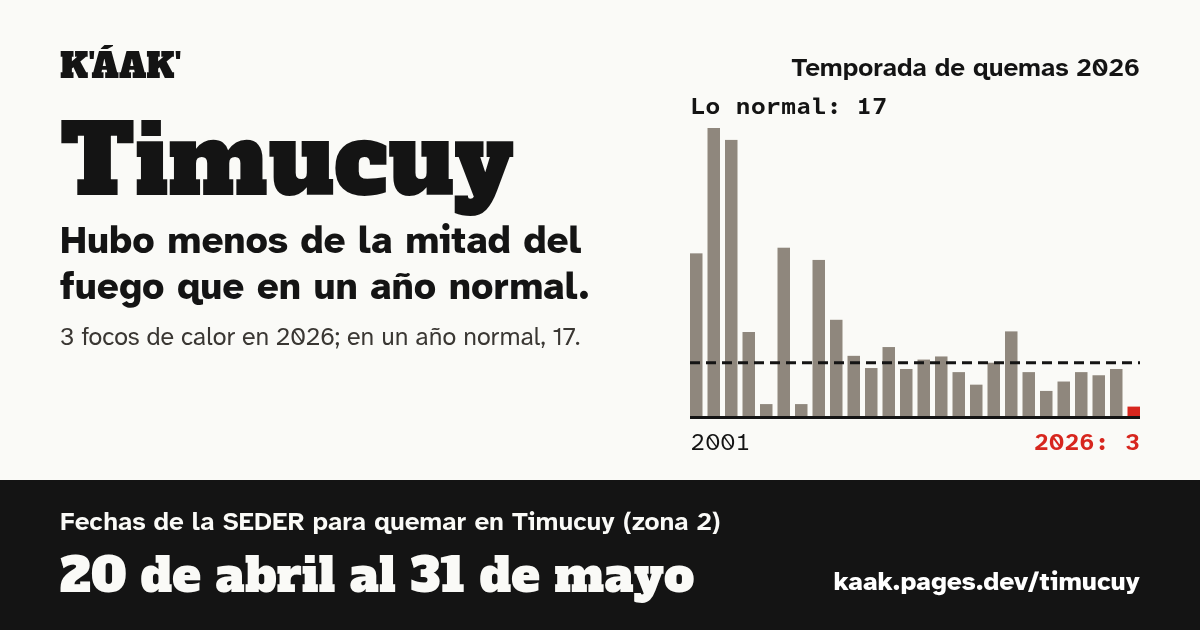 K'ÁAK'
Timucuy
Hubo menos de la mitad del
fuego que en un año normal.
3 focos de calor en 2026; en un año normal, 17.
Temporada de quemas 2026
Lo normal: 17
2001
2026: 3
Fechas de la SEDER para quemar en Timucuy (zona 2)
20 de abril al 31 de mayo
kaak.pages.dev/timucuy